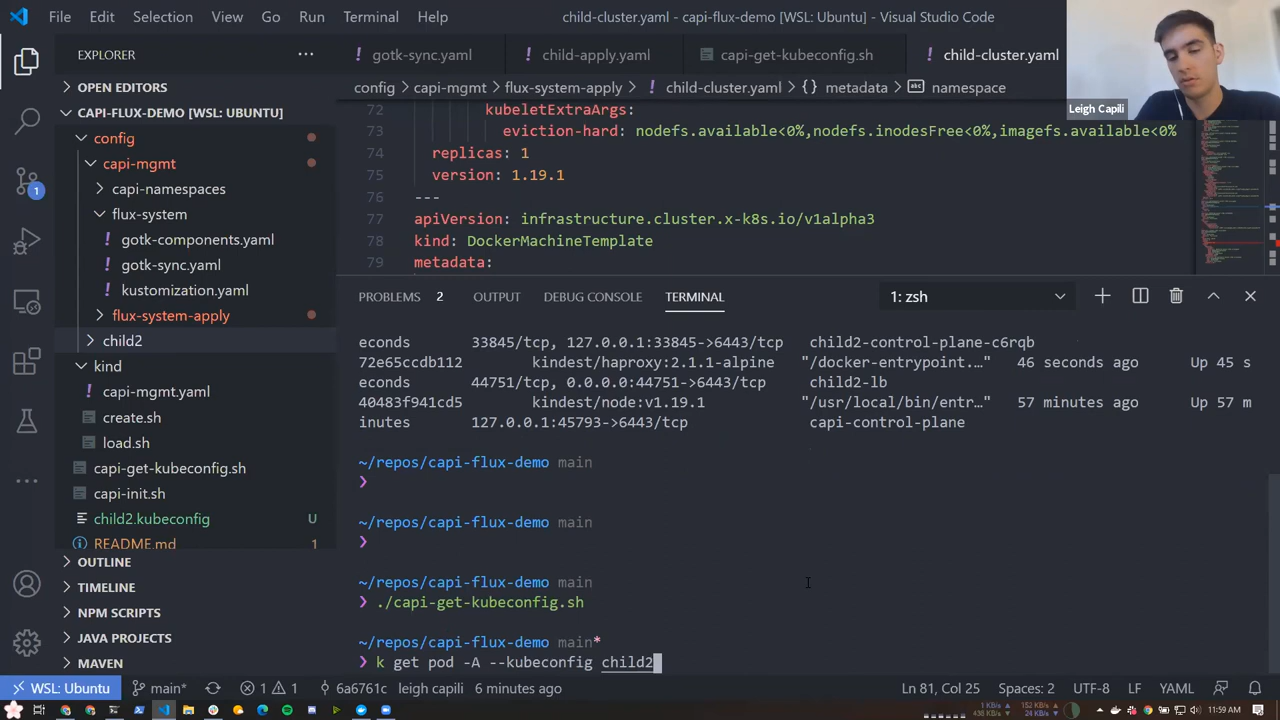 File Edit Selection View Go Run Terminal Help
child-cluster.yaml - capi-flux-demo [WSL: Ubuntu] - Visual Studio Code
Leigh Capili
EXPLORER
OPEN EDITORS
CAPI-FLUX-DEMO [WSL: UBUNTU]
config
capi-mgmt
capi-namespaces
flux-system
gotk-components.yaml
gotk-sync.yaml
kustomization.yaml
flux-system-apply
child2
kind
capi-mgmt.yaml
create.sh
load.sh
capi-get-kubeconfig.sh
capi-init.sh
child2.kubeconfig U
README.md 1
OUTLINE
TIMELINE
NPM SCRIPTS
JAVA PROJECTS
MAVEN
1
gotk-sync.yaml child-apply.yaml capi-get-kubeconfig.sh child-cluster.yaml
config > capi-mgmt > flux-system-apply > child-cluster.yaml > {} metadata > namespace
72 kubeletExtraArgs:
73 eviction-hard: nodefs.available<0%,nodefs.inodesFree<0%,imagefs.available<0%
74 replicas: 1
75 version: 1.19.1
76 ---
77 apiVersion: infrastructure.cluster.x-k8s.io/v1alpha3
78 kind: DockerMachineTemplate
79 metadata:
PROBLEMS 2 OUTPUT DEBUG CONSOLE TERMINAL 1: zsh
econds 33845/tcp, 127.0.0.1:33845->6443/tcp child2-control-plane-c6rqb
72e65ccdb112 kindest/haproxy:2.1.1-alpine "/docker-entrypoint.…" 46 seconds ago Up 45 s
econds 44751/tcp, 0.0.0.0:44751->6443/tcp child2-lb
40483f941cd5 kindest/node:v1.19.1 "/usr/local/bin/entr…" 57 minutes ago Up 57 m
inutes 127.0.0.1:45793->6443/tcp capi-control-plane
~/repos/capi-flux-demo main
❯
~/repos/capi-flux-demo main
❯
~/repos/capi-flux-demo main
❯ ./capi-get-kubeconfig.sh
~/repos/capi-flux-demo main*
❯ k get pod -A --kubeconfig child2
WSL: Ubuntu main* 1 1 6a6761c leigh capili 6 minutes ago Ln 81, Col 25 Spaces: 2 UTF-8 LF YAML
11:59 AM